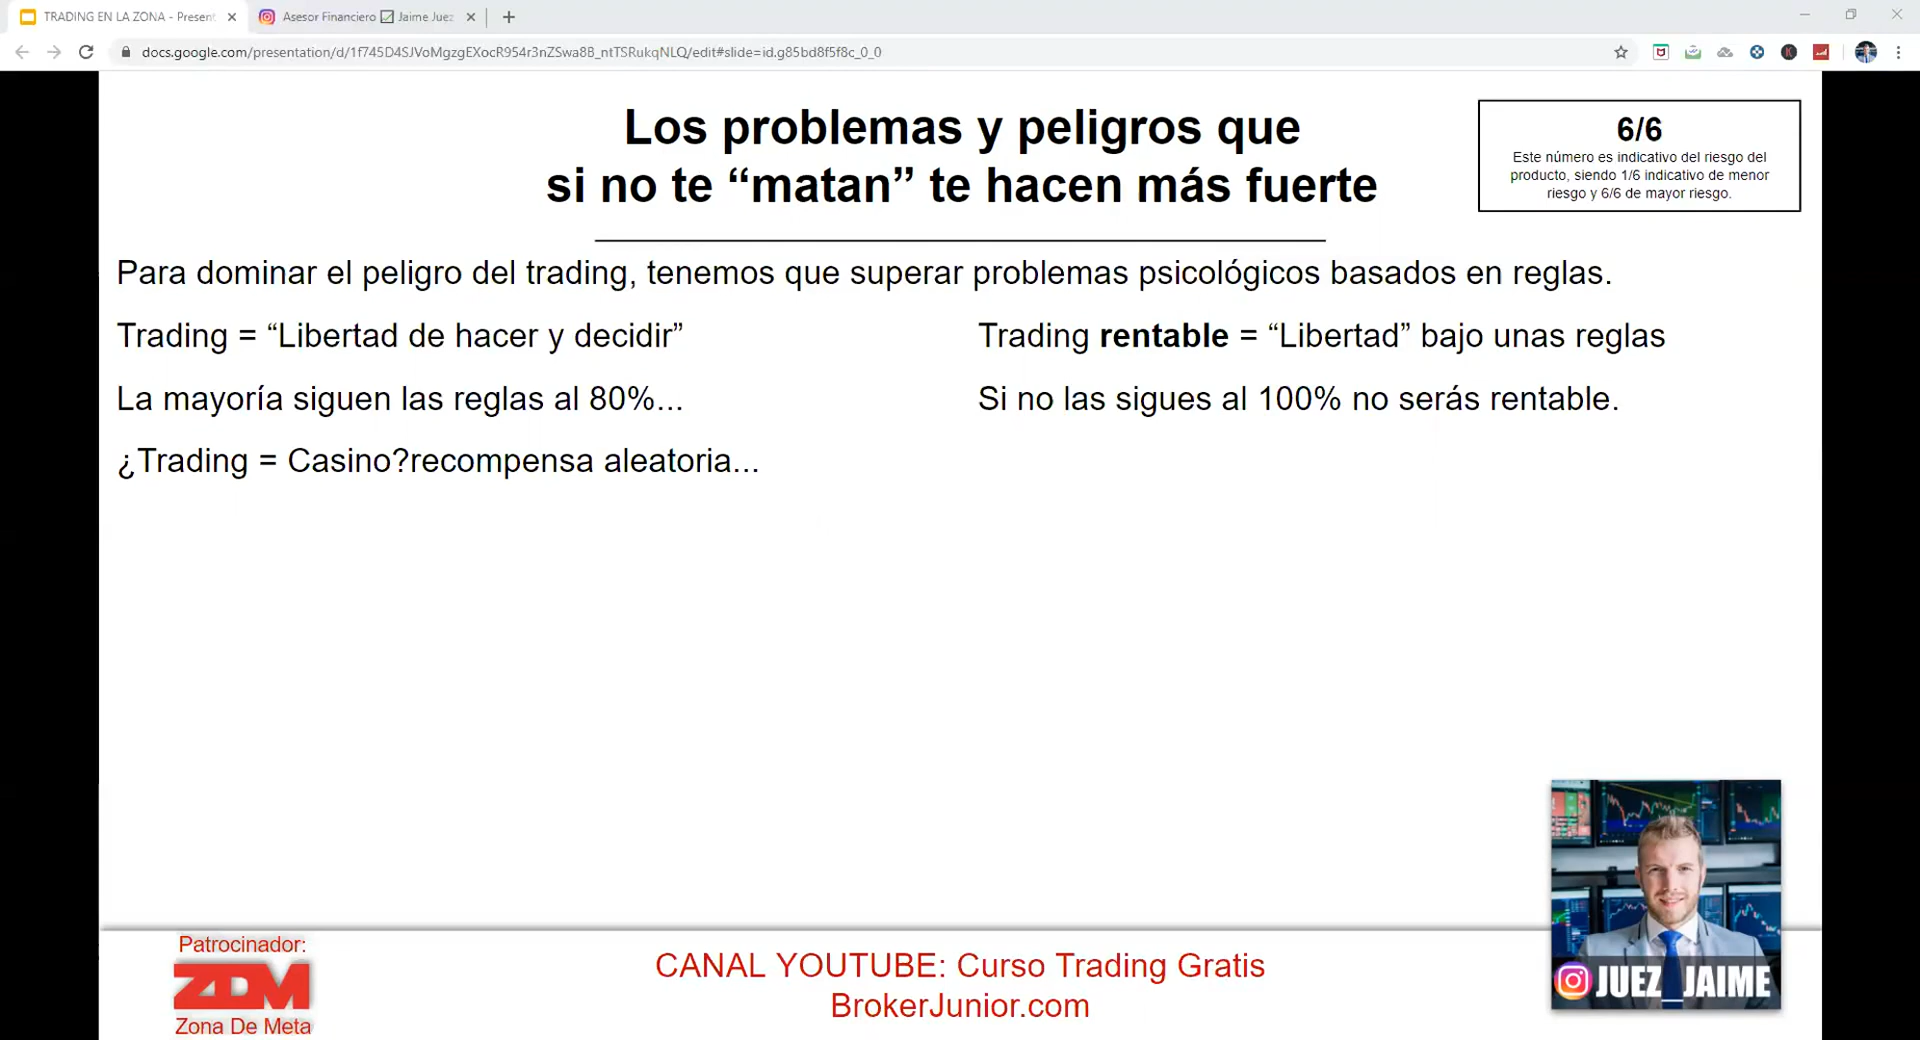 TRADING EN LA ZONA - Present
Asesor Financiero ✅ Jaime Juez
docs.google.com/presentation/d/1f745D4SJVoMgzgEXocR954r3nZSwa8B_ntTSRukqNLQ/edit#slide=id.g85bd8f5f8c_0_0
Los problemas y peligros que
si no te “matan” te hacen más fuerte
6/6
Este número es indicativo del riesgo del
producto, siendo 1/6 indicativo de menor
riesgo y 6/6 de mayor riesgo.
Para dominar el peligro del trading, tenemos que superar problemas psicológicos basados en reglas.
Trading = “Libertad de hacer y decidir”
Trading rentable = “Libertad” bajo unas reglas
La mayoría siguen las reglas al 80%...
Si no las sigues al 100% no serás rentable.
¿Trading = Casino?recompensa aleatoria...
Patrocinador:
ZDM
Zona De Meta
CANAL YOUTUBE: Curso Trading Gratis
BrokerJunior.com
JUEZ_JAIME